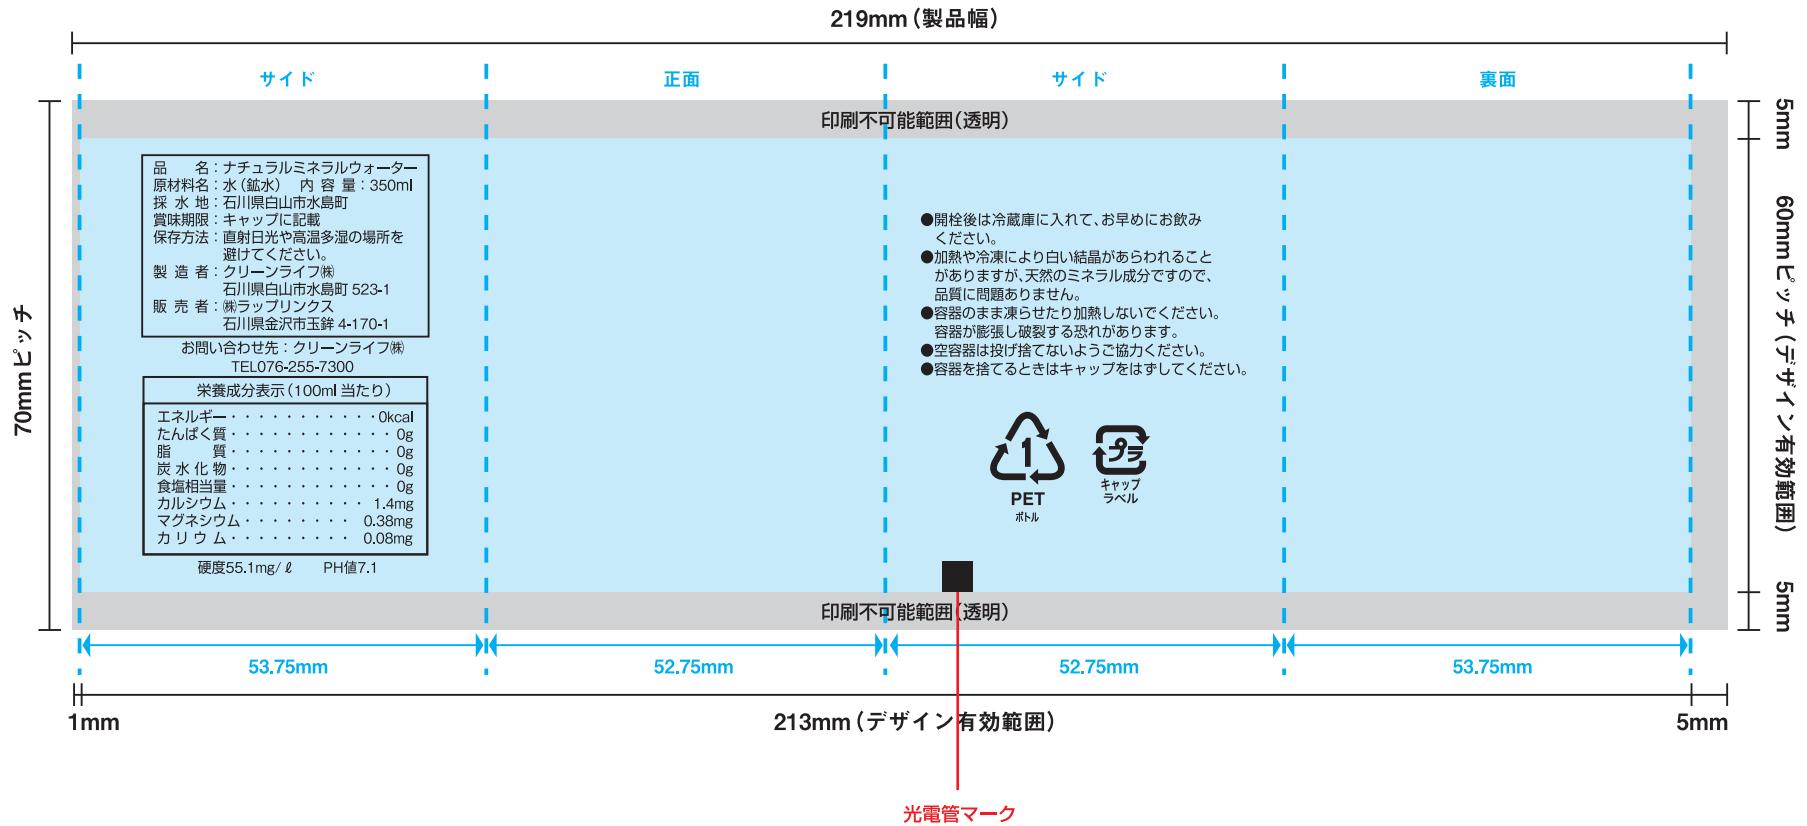 219mm（製品幅）
サイド
正面
サイド
裏面
印刷不可能範囲（透明）
5mm
60mmピッチ（デザイン有効範囲）
5mm
70mmピッチ
品　　名：ナチュラルミネラルウォーター
原材料名：水（鉱水）　内 容 量：350ml
採 水 地：石川県白山市水島町
賞味期限：キャップに記載
保存方法：直射日光や高温多湿の場所を
避けてください。
製 造 者：クリーンライフ㈱
石川県白山市水島町 523-1
販 売 者：㈱ラップリンクス
石川県金沢市玉鉾 4-170-1
お問い合わせ先：クリーンライフ㈱
TEL076-255-7300
栄養成分表示（100ml 当たり）
エネルギー・・・・・・・・・・・0kcal
たんぱく質・・・・・・・・・・・・0g
脂　　質・・・・・・・・・・・・0g
炭 水 化 物・・・・・・・・・・・・0g
食塩相当量・・・・・・・・・・・・0g
カルシウム・・・・・・・・・・1.4mg
マグネシウム・・・・・・・・0.38mg
カ リ ウ ム・・・・・・・・・0.08mg
硬度55.1mg/ℓ　　PH値7.1
●開栓後は冷蔵庫に入れて、お早めにお飲み
ください。
●加熱や冷凍により白い結晶があらわれること
がありますが、天然のミネラル成分ですので、
品質に問題ありません。
●容器のまま凍らせたり加熱しないでください。
容器が膨張し破裂する恐れがあります。
●空容器は投げ捨てないようご協力ください。
●容器を捨てるときはキャップをはずしてください。
1
PET
ボトル
プラ
キャップ
ラベル
印刷不可能範囲（透明）
53.75mm
52.75mm
52.75mm
53.75mm
1mm
213mm（デザイン有効範囲）
5mm
光電管マーク